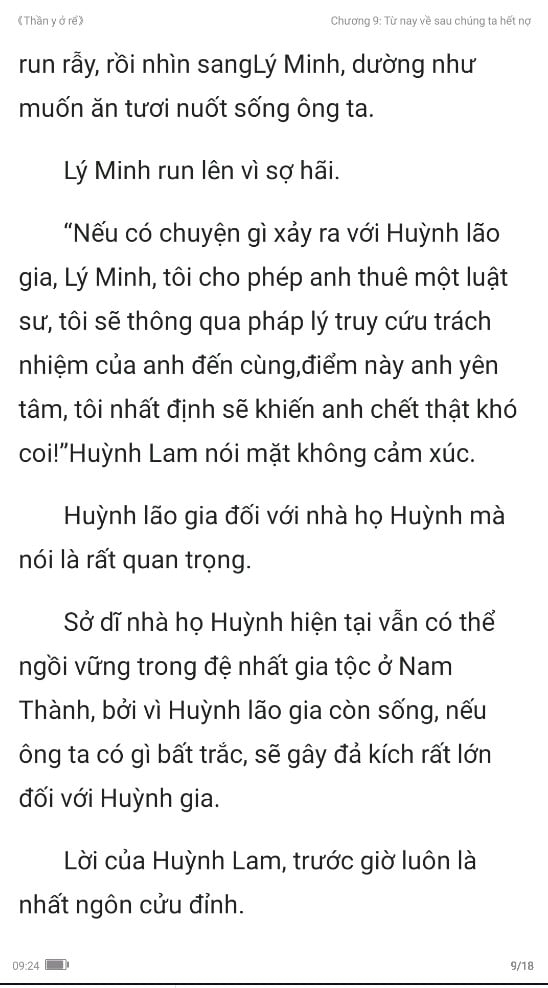 《Thần y ở rể》
Chương 9: Từ nay về sau chúng ta hết nợ
run rẫy, rồi nhìn sangLý Minh, dường như
muốn ăn tươi nuốt sống ông ta.
Lý Minh run lên vì sợ hãi.
“Nếu có chuyện gì xảy ra với Huỳnh lão
gia, Lý Minh, tôi cho phép anh thuê một luật
sư, tôi sẽ thông qua pháp lý truy cứu trách
nhiệm của anh đến cùng,điểm này anh yên
tâm, tôi nhất định sẽ khiến anh chết thật khó
coi!”Huỳnh Lam nói mặt không cảm xúc.
Huỳnh lão gia đối với nhà họ Huỳnh mà
nói là rất quan trọng.
Sở dĩ nhà họ Huỳnh hiện tại vẫn có thể
ngồi vững trong đệ nhất gia tộc ở Nam
Thành, bởi vì Huỳnh lão gia còn sống, nếu
ông ta có gì bất trắc, sẽ gây đả kích rất lớn
đối với Huỳnh gia.
Lời của Huỳnh Lam, trước giờ luôn là
nhất ngôn cửu đỉnh.
09:24
9/18